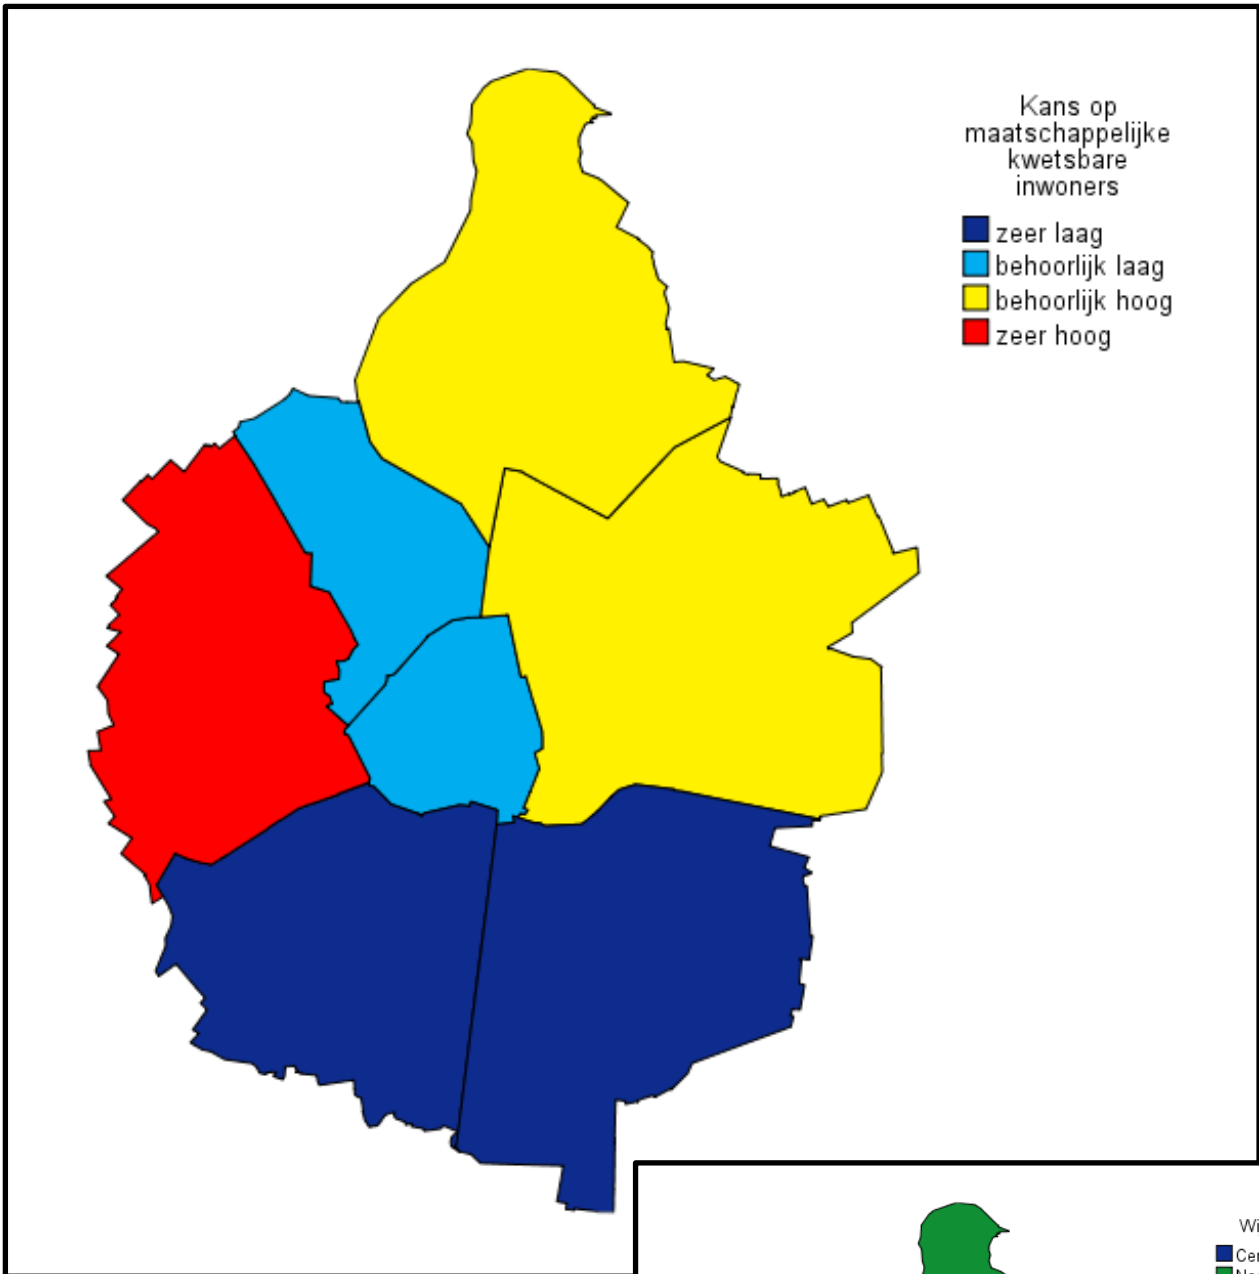 Kans op
maatschappelijke
kwetsbare
inwoners
zeer laag
behoorlijk laag
behoorlijk hoog
zeer hoog